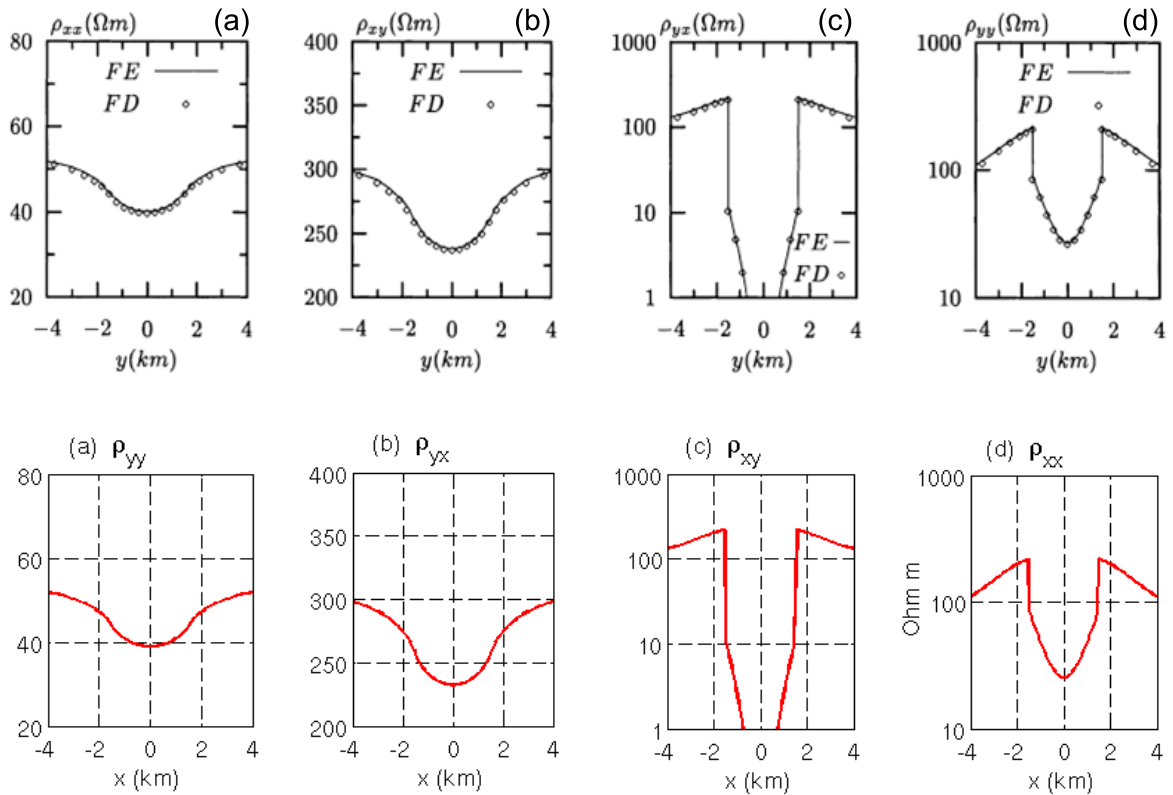 ρxx(Ωm) (a)
80
60
40
20
FE
FD
−4 −2 0 2 4
y(km)
ρxy(Ωm) (b)
400
350
300
250
200
FE
FD
−4 −2 0 2 4
y(km)
ρyx(Ωm) (c)
1000
100
10
1
FE
FD
−4 −2 0 2 4
y(km)
ρyy(Ωm) (d)
1000
100
10
FE
FD
−4 −2 0 2 4
y(km)
(a) ρyy
80
60
40
20
-4 -2 0 2 4
x (km)
(b) ρyx
400
350
300
250
200
-4 -2 0 2 4
x (km)
(c) ρxy
1000
100
10
1
-4 -2 0 2 4
x (km)
(d) ρxx
1000
100
10
Ohm m
-4 -2 0 2 4
x (km)